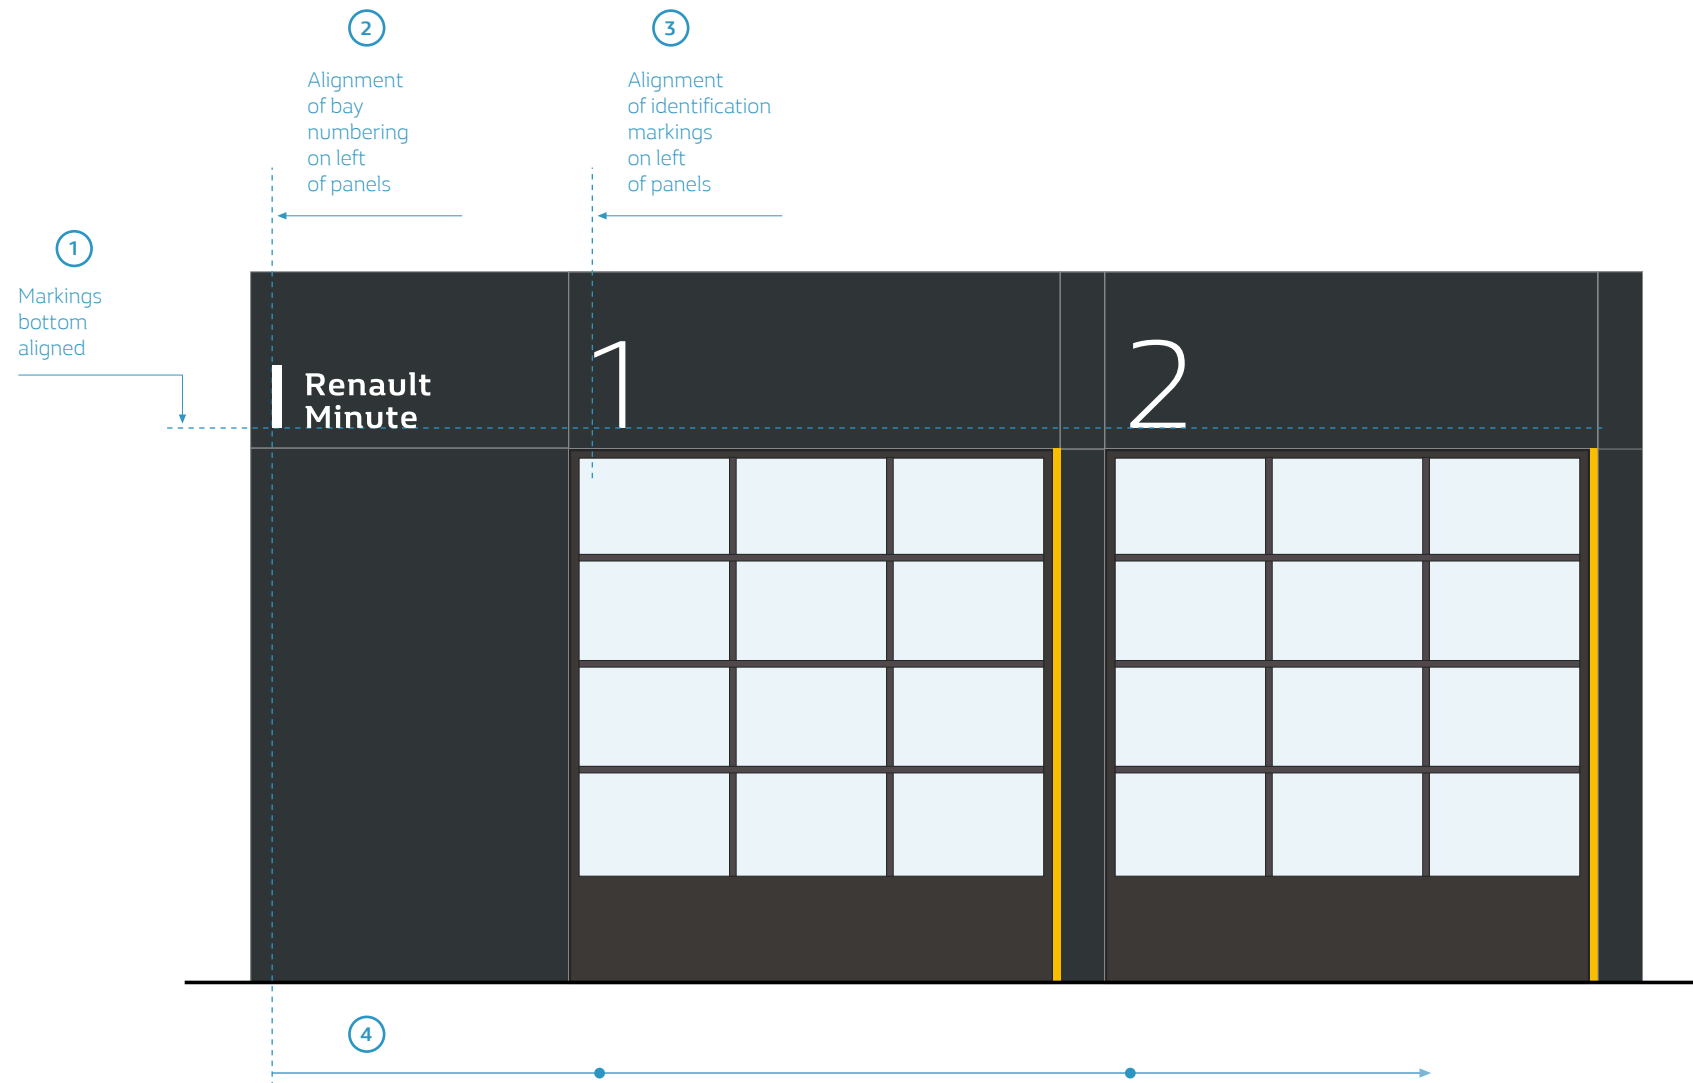 2
Alignment
of bay
numbering
on left
of panels
3
Alignment
of identification
markings
on left
of panels
1
Markings
bottom
aligned
Renault
Minute
1
2
4